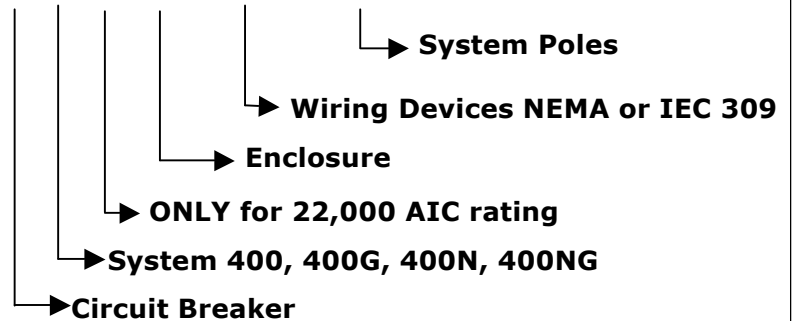 System Poles
Wiring Devices NEMA or IEC 309
Enclosure
ONLY for 22,000 AIC rating
System 400, 400G, 400N, 400NG
Circuit Breaker